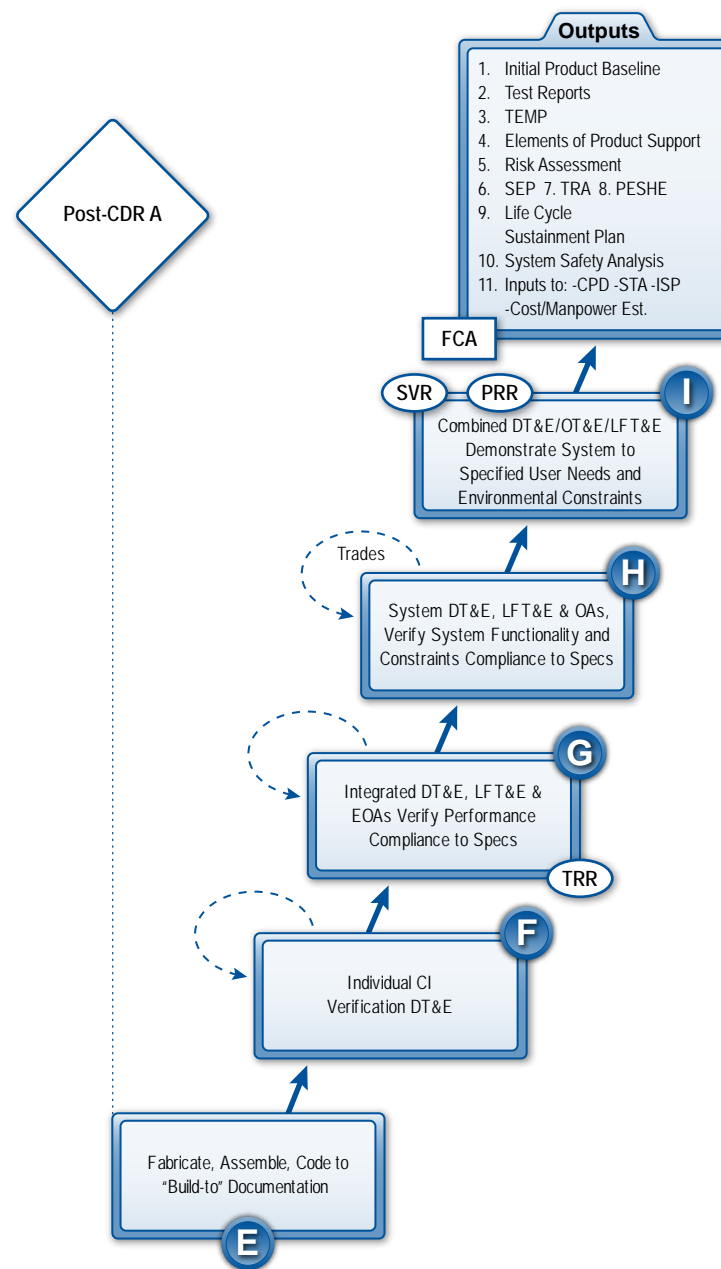 Outputs
1. Initial Product Baseline
2. Test Reports
3. TEMP
4. Elements of Product Support
5. Risk Assessment
6. SEP 7. TRA 8. PESHE
9. Life Cycle
Sustainment Plan
10. System Safety Analysis
11. Inputs to: -CPD -STA -ISP
-Cost/Manpower Est.
Post-CDR A
FCA
SVR
PRR
I
Combined DT&E/OT&E/LFT&E
Demonstrate System to
Specified User Needs and
Environmental Constraints
Trades
H
System DT&E, LFT&E & OAs,
Verify System Functionality and
Constraints Compliance to Specs
G
Integrated DT&E, LFT&E &
EOAs Verify Performance
Compliance to Specs
TRR
F
Individual CI
Verification DT&E
Fabricate, Assemble, Code to
“Build-to” Documentation
E